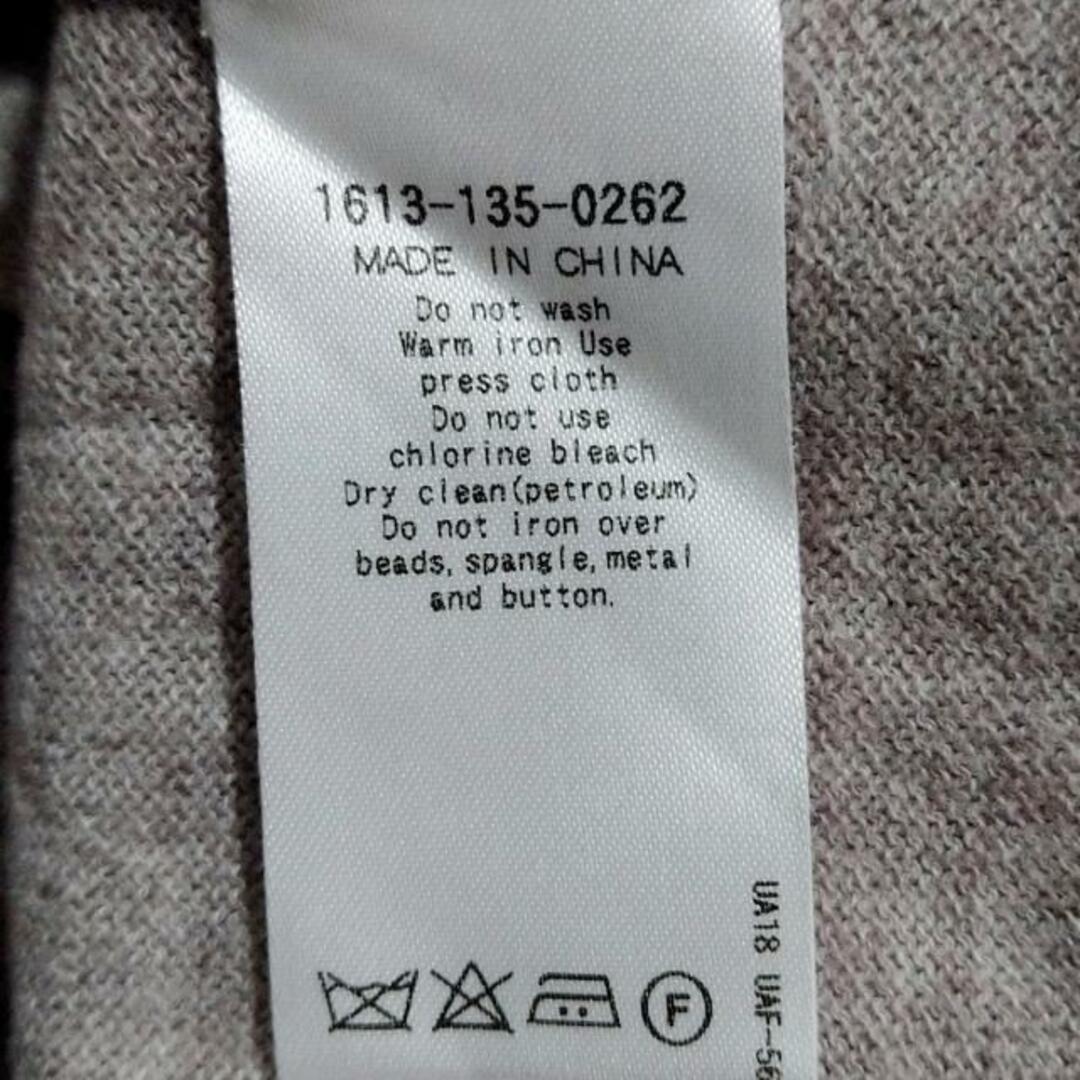 1613-135-0262
MADE IN CHINA
Do not wash
Warm iron Use
press cloth
Do not use
chlorine bleach
Dry clean(petroleum)
Do not iron over
beads, spangle, metal
and button.
F
UA18 UAF-56